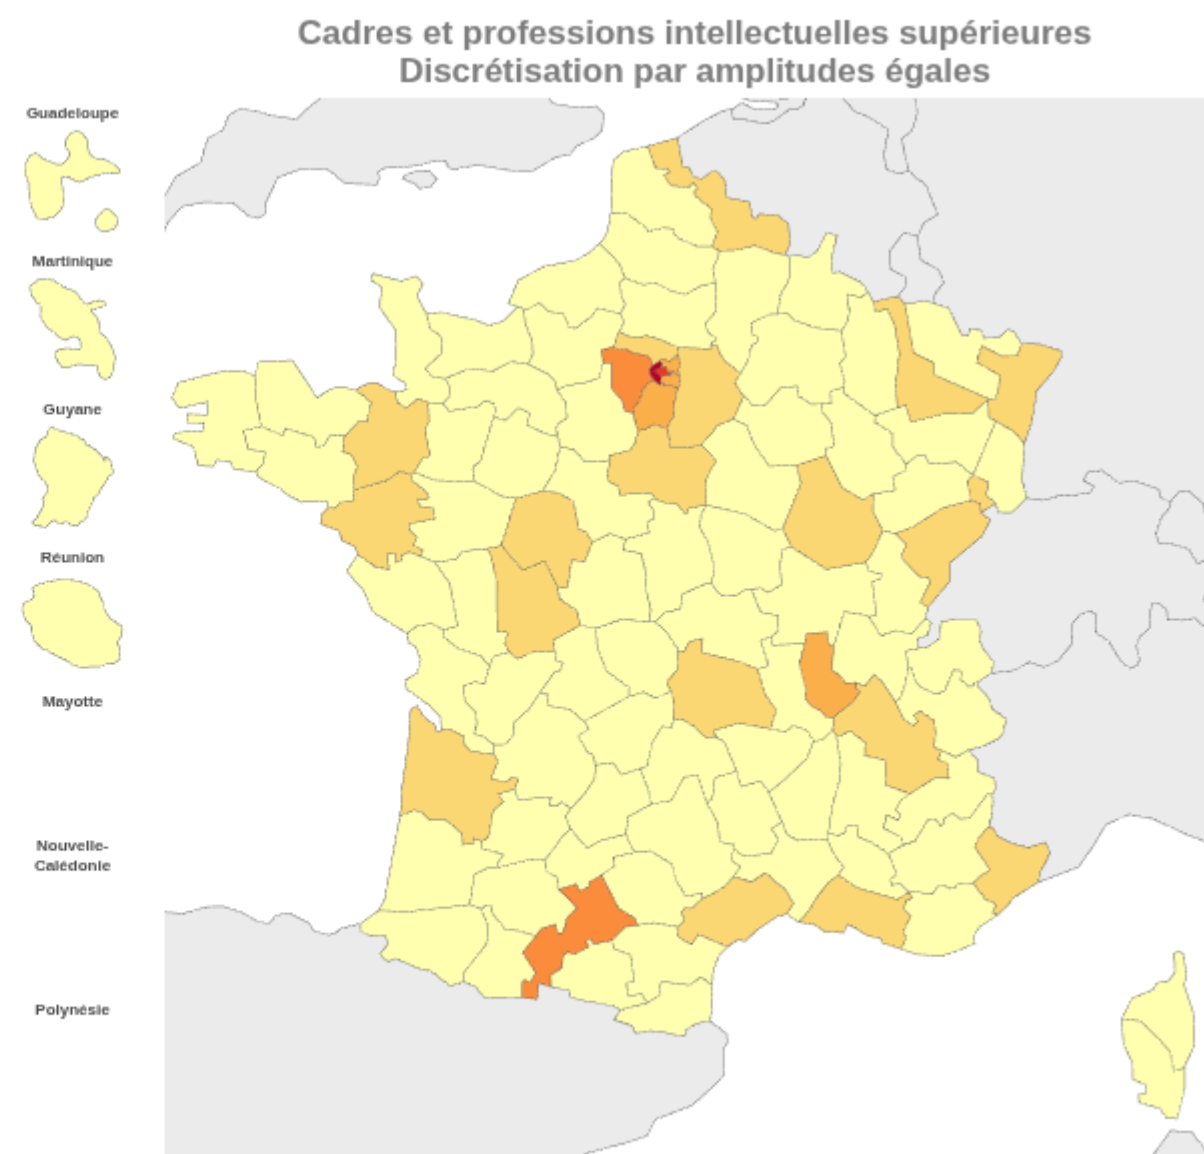 Cadres et professions intellectuelles supérieures
Discrétisation par amplitudes égales
Guadeloupe
Martinique
Guyane
Réunion
Mayotte
Nouvelle-
Calédonie
Polynésie